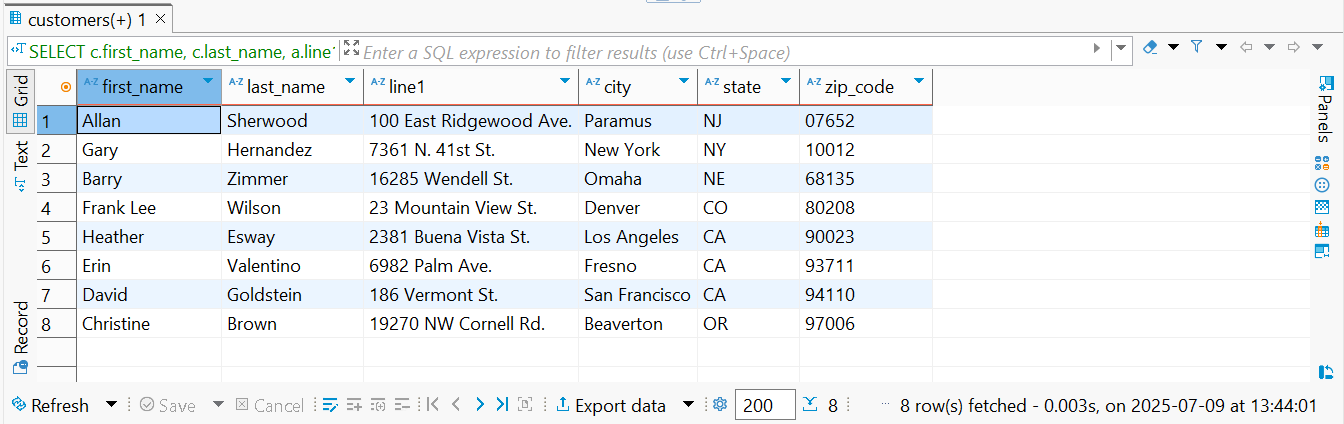 customers(+) 1
SELECT c.first_name, c.last_name, a.line1 Enter a SQL expression to filter results (use Ctrl+Space)
Grid
Text
Record
A-Z first_name A-Z last_name A-Z line1 A-Z city A-Z state A-Z zip_code
1 Allan Sherwood 100 East Ridgewood Ave. Paramus NJ 07652
2 Gary Hernandez 7361 N. 41st St. New York NY 10012
3 Barry Zimmer 16285 Wendell St. Omaha NE 68135
4 Frank Lee Wilson 23 Mountain View St. Denver CO 80208
5 Heather Esway 2381 Buena Vista St. Los Angeles CA 90023
6 Erin Valentino 6982 Palm Ave. Fresno CA 93711
7 David Goldstein 186 Vermont St. San Francisco CA 94110
8 Christine Brown 19270 NW Cornell Rd. Beaverton OR 97006
Panels
Refresh Save Cancel Export data 200 8 8 row(s) fetched - 0.003s, on 2025-07-09 at 13:44:01